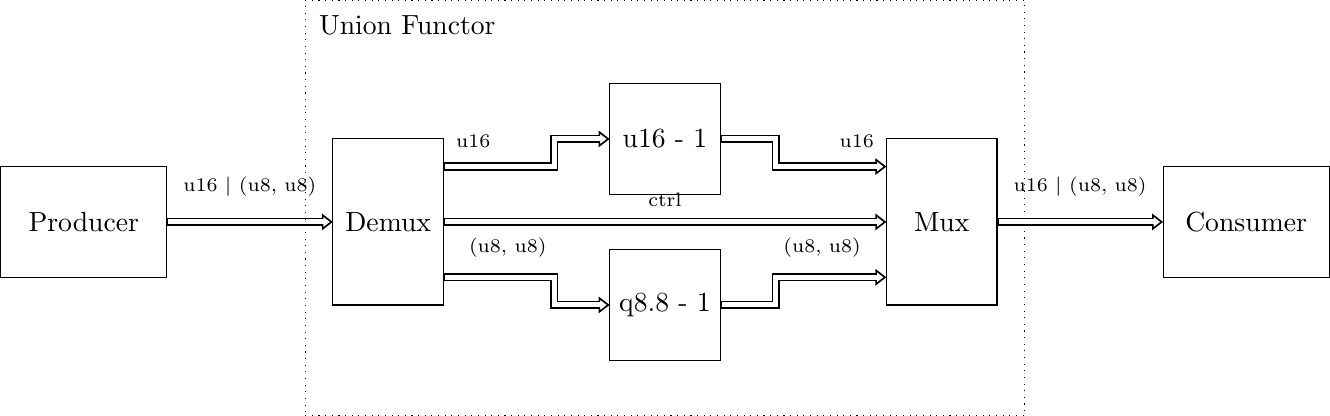 Union Functor
u16 - 1
u16
u16
u16 | (u8, u8)
ctrl
u16 | (u8, u8)
Producer
Demux
Mux
Consumer
(u8, u8)
(u8, u8)
q8.8 - 1